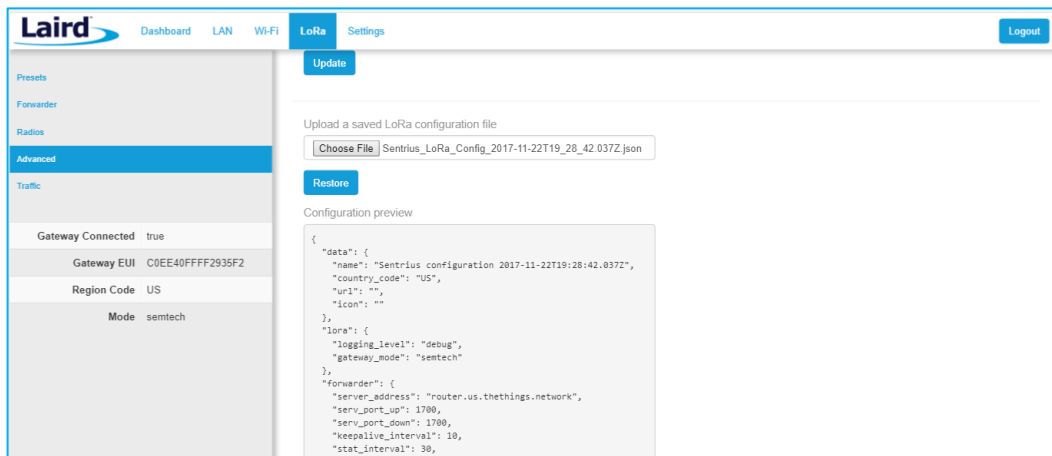 Laird Dashboard LAN Wi-Fi LoRa Settings Logout
Presets
Forwarder
Radios
Advanced
Traffic
Gateway Connected true
Gateway EUI C0EE40FFFF2935F2
Region Code US
Mode semtech
Update
Upload a saved LoRa configuration file
Choose File Sentrius_LoRa_Config_2017-11-22T19_28_42.037Z.json
Restore
Configuration preview
{
"data": {
"name": "Sentrius configuration 2017-11-22T19:28:42.037Z",
"country_code": "US",
"url": "",
"icon": ""
},
"lora": {
"logging_level": "debug",
"gateway_mode": "semtech"
},
"forwarder": {
"server_address": "router.us.thethings.network",
"serv_port_up": 1700,
"serv_port_down": 1700,
"keepalive_interval": 10,
"stat_interval": 30,